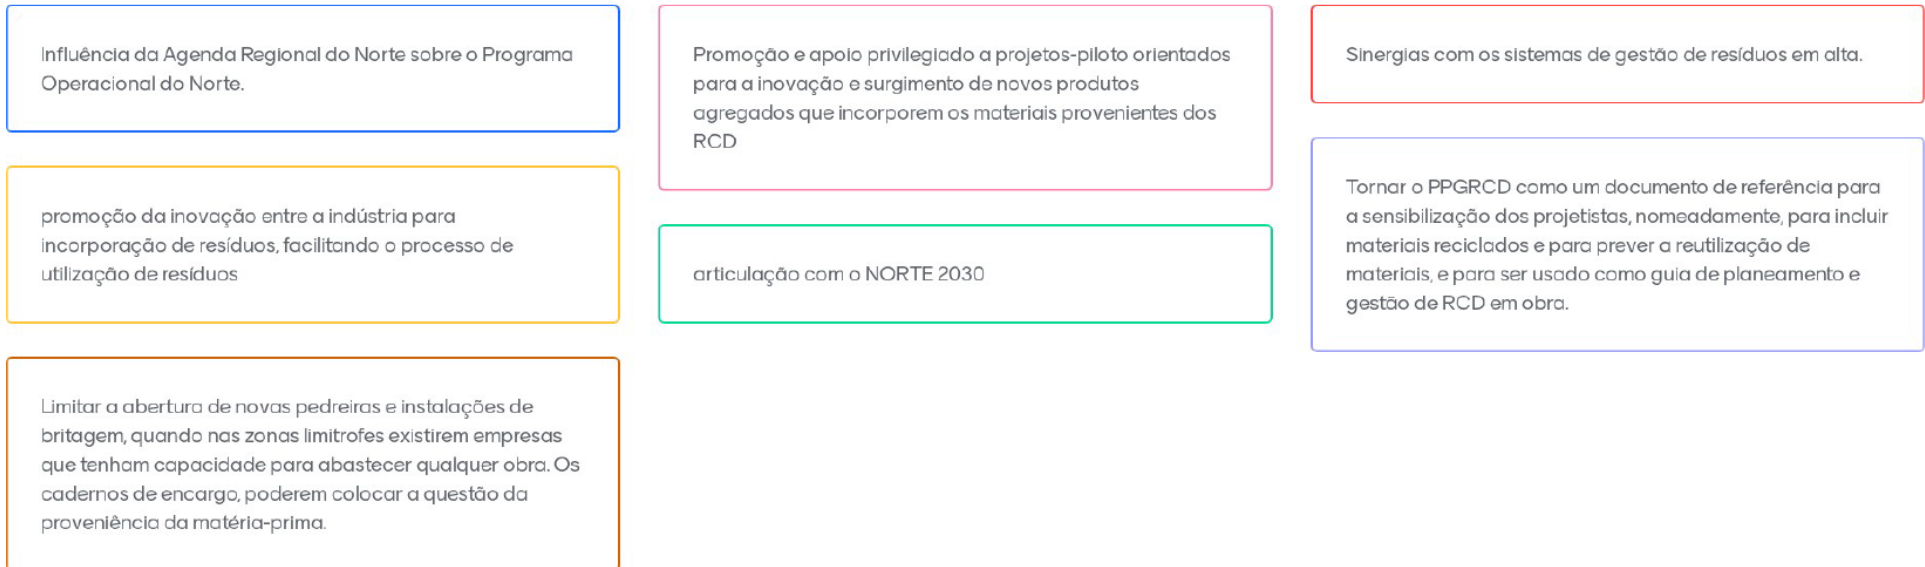 Influência da Agenda Regional do Norte sobre o Programa
Operacional do Norte.
promoção da inovação entre a indústria para
incorporação de resíduos, facilitando o processo de
utilização de resíduos
Limitar a abertura de novas pedreiras e instalações de
britagem, quando nas zonas limitrofes existirem empresas
que tenham capacidade para abastecer qualquer obra. Os
cadernos de encargo, poderem colocar a questão da
proveniência da matéria-prima.
Promoção e apoio privilegiado a projetos-piloto orientados
para a inovação e surgimento de novos produtos
agregados que incorporem os materiais provenientes dos
RCD
articulação com o NORTE 2030
Sinergias com os sistemas de gestão de resíduos em alta.
Tornar o PPGRCD como um documento de referência para
a sensibilização dos projetistas, nomeadamente, para incluir
materiais reciclados e para prever a reutilização de
materiais, e para ser usado como guia de planeamento e
gestão de RCD em obra.